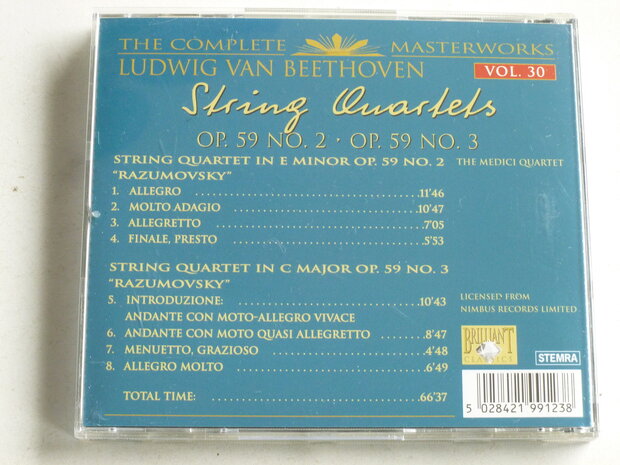 THE COMPLETE MASTERWORKS
LUDWIG VAN BEETHOVEN VOL. 30
String Quartets
OP. 59 NO. 2 · OP. 59 NO. 3
STRING QUARTET IN E MINOR OP. 59 NO. 2 THE MEDICI QUARTET
"RAZUMOVSKY"
1. ALLEGRO 11'46
2. MOLTO ADAGIO 10'47
3. ALLEGRETTO 7'05
4. FINALE, PRESTO 5'53
STRING QUARTET IN C MAJOR OP. 59 NO. 3
"RAZUMOVSKY"
5. INTRODUZIONE: 10'43
ANDANTE CON MOTO-ALLEGRO VIVACE
6. ANDANTE CON MOTO QUASI ALLEGRETTO 8'47
7. MENUETTO, GRAZIOSO 4'48
8. ALLEGRO MOLTO 6'49
TOTAL TIME: 66'37
LICENSED FROM
NIMBUS RECORDS LIMITED
BRILLIANT
CLASSICS
STEMRA
5 028421 991238